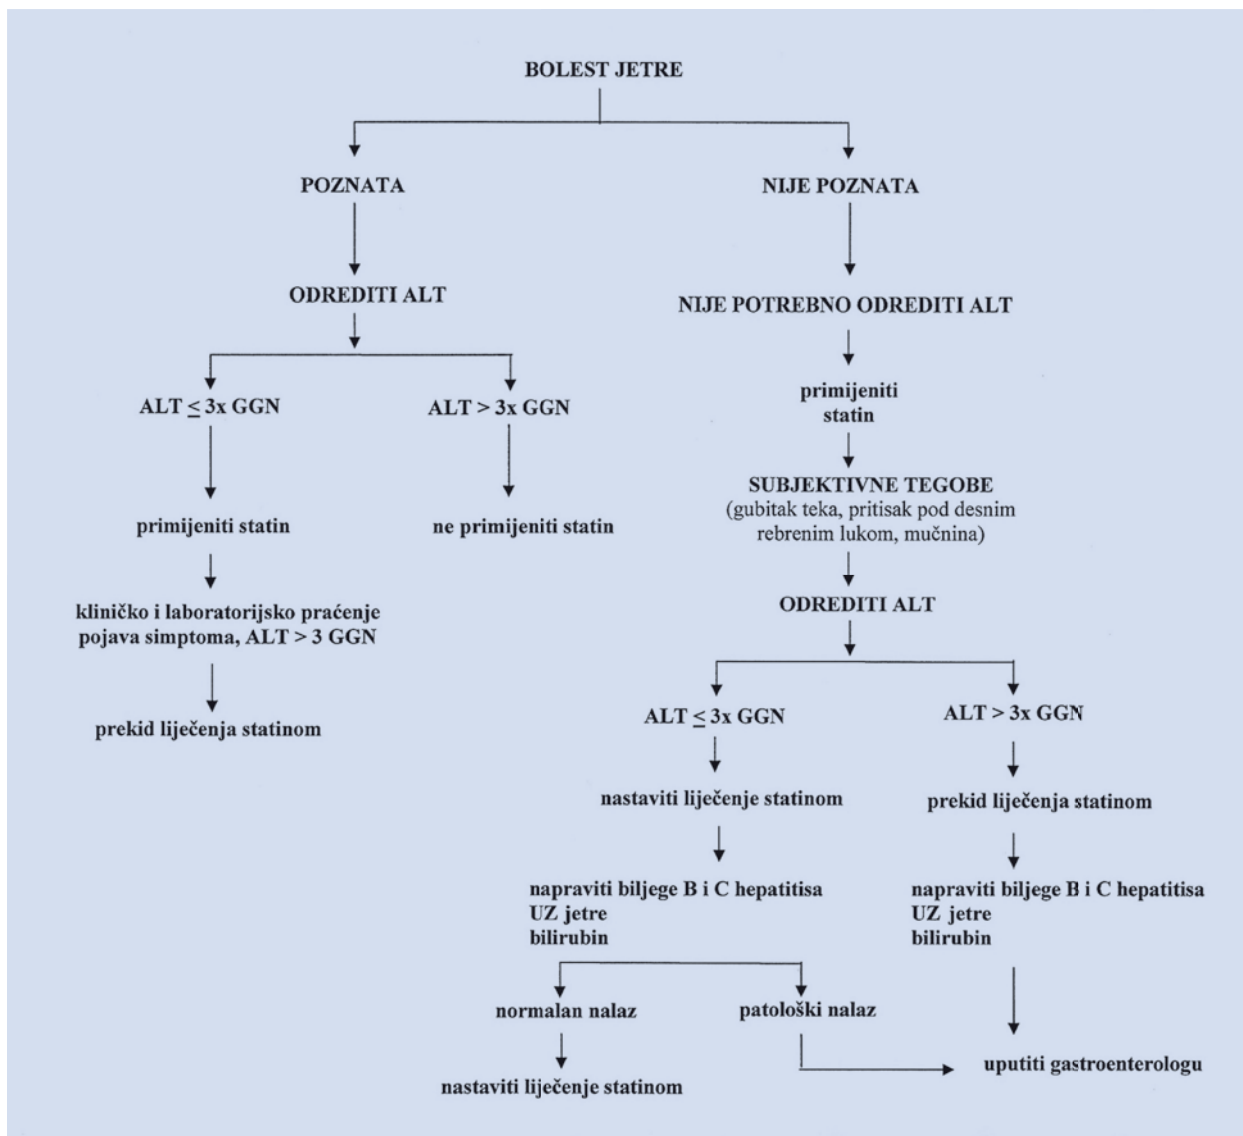 BOLEST JETRE
POZNATA
NIJE POZNATA
ODREDITI ALT
NIJE POTREBNO ODREDITI ALT
ALT ≤ 3x GGN
ALT > 3x GGN
primijeniti
statin
primijeniti statin
ne primijeniti statin
SUBJEKTIVNE TEGOBE
(gubitak teka, pritisak pod desnim
rebrenim lukom, mučnina)
kliničko i laboratorijsko praćenje
pojava simptoma, ALT > 3 GGN
ODREDITI ALT
prekid liječenja statinom
ALT ≤ 3x GGN
ALT > 3x GGN
nastaviti liječenje statinom
prekid liječenja statinom
napraviti biljege B i C hepatitisa
UZ jetre
bilirubin
napraviti biljege B i C hepatitisa
UZ jetre
bilirubin
normalan nalaz
patološki nalaz
nastaviti liječenje statinom
uputiti gastroenterologu